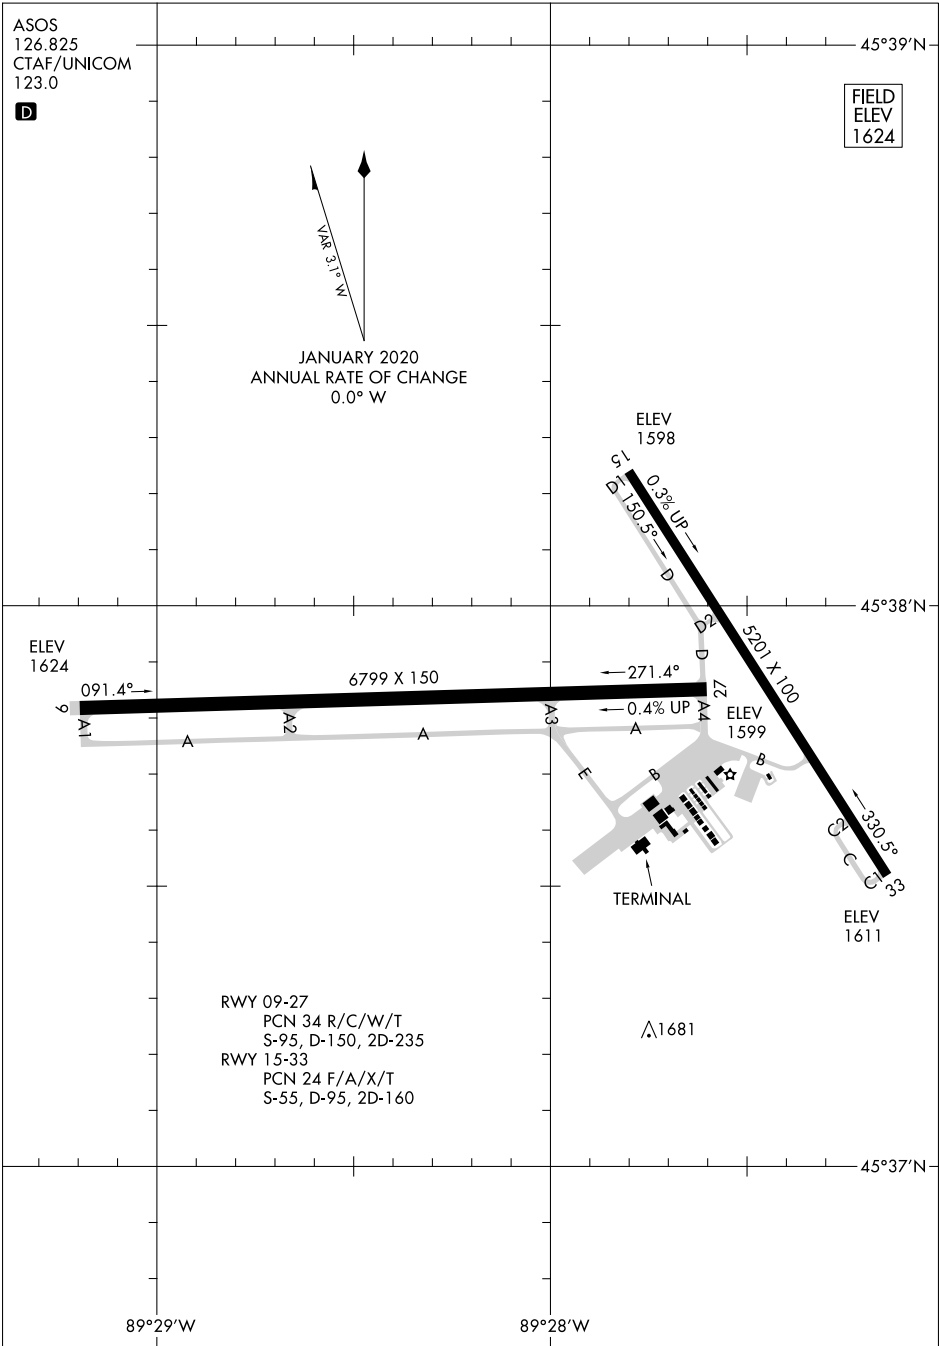 ASOS
126.825
CTAF/UNICOM
123.0
D
45°39'N
FIELD
ELEV
1624
VAR 3.1° W
JANUARY 2020
ANNUAL RATE OF CHANGE
0.0° W
ELEV
1598
15
D1
0.3% UP
150.5°
D
45°38'N
D2
D
5201 X 100
ELEV
1624
091.4°
6799 X 150
271.4°
27
9
A1
A2
A3
0.4% UP
A4
ELEV
1599
A
A
A
E
B
B
C2
330.5°
C
C1
33
TERMINAL
ELEV
1611
RWY 09-27
PCN 34 R/C/W/T
S-95, D-150, 2D-235
RWY 15-33
PCN 24 F/A/X/T
S-55, D-95, 2D-160
1681
45°37'N
89°29'W
89°28'W